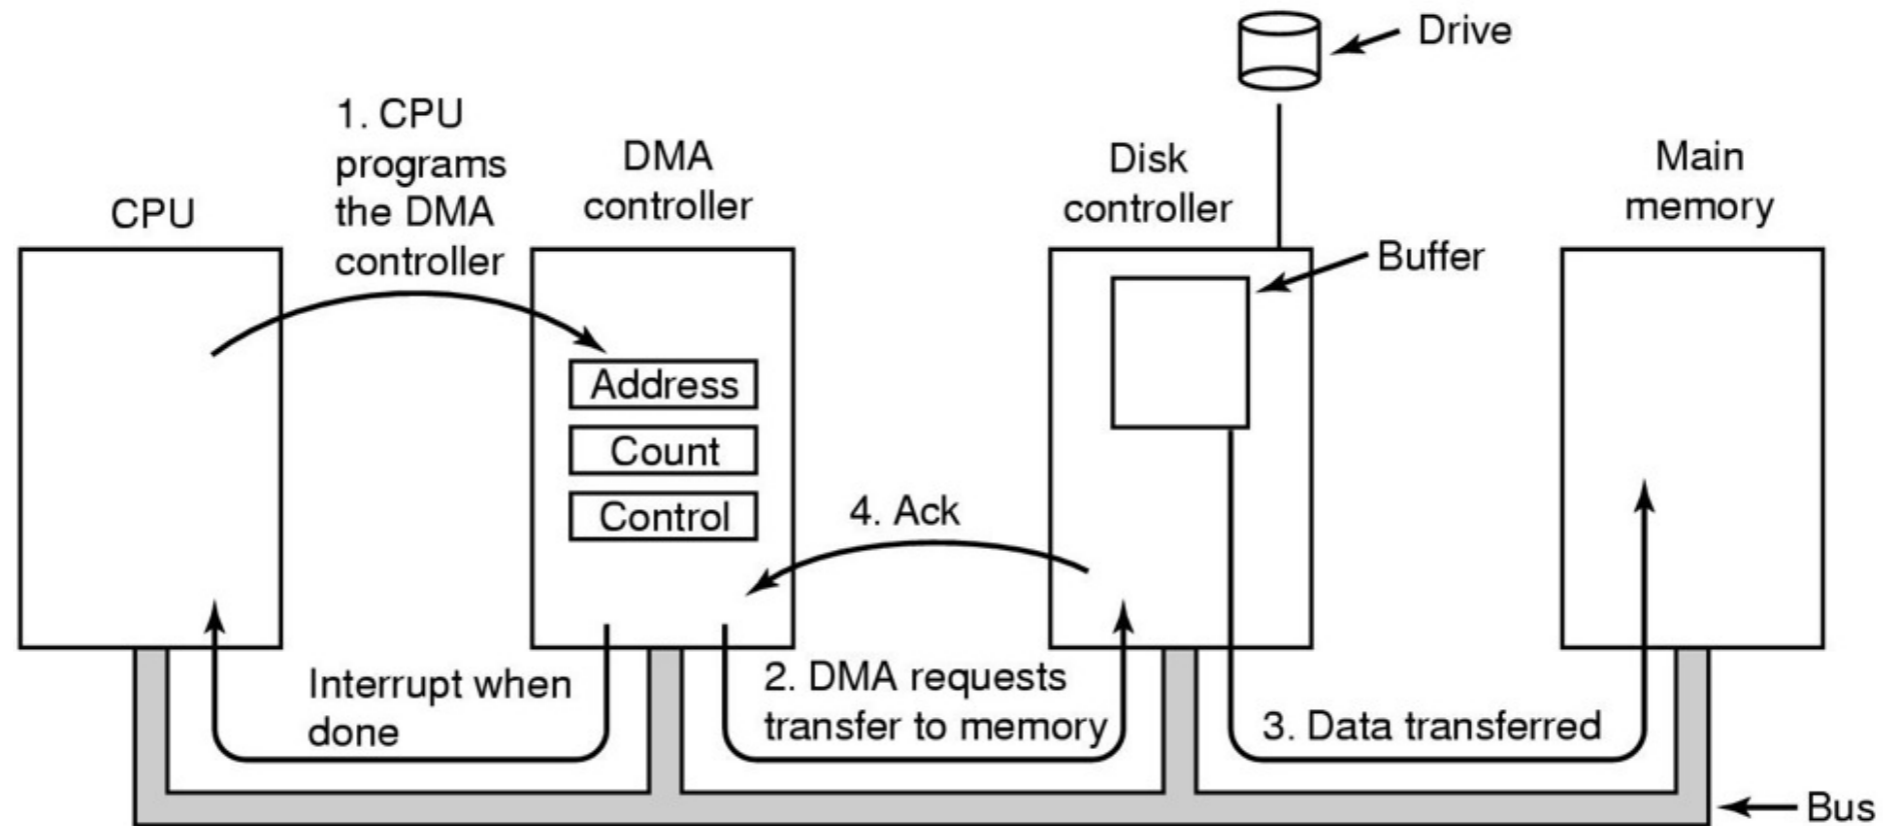 Drive
1. CPU
programs
the DMA
controller
DMA
controller
Disk
controller
Main
memory
CPU
Buffer
Address
Count
Control
4. Ack
Interrupt when
done
2. DMA requests
transfer to memory
3. Data transferred
Bus